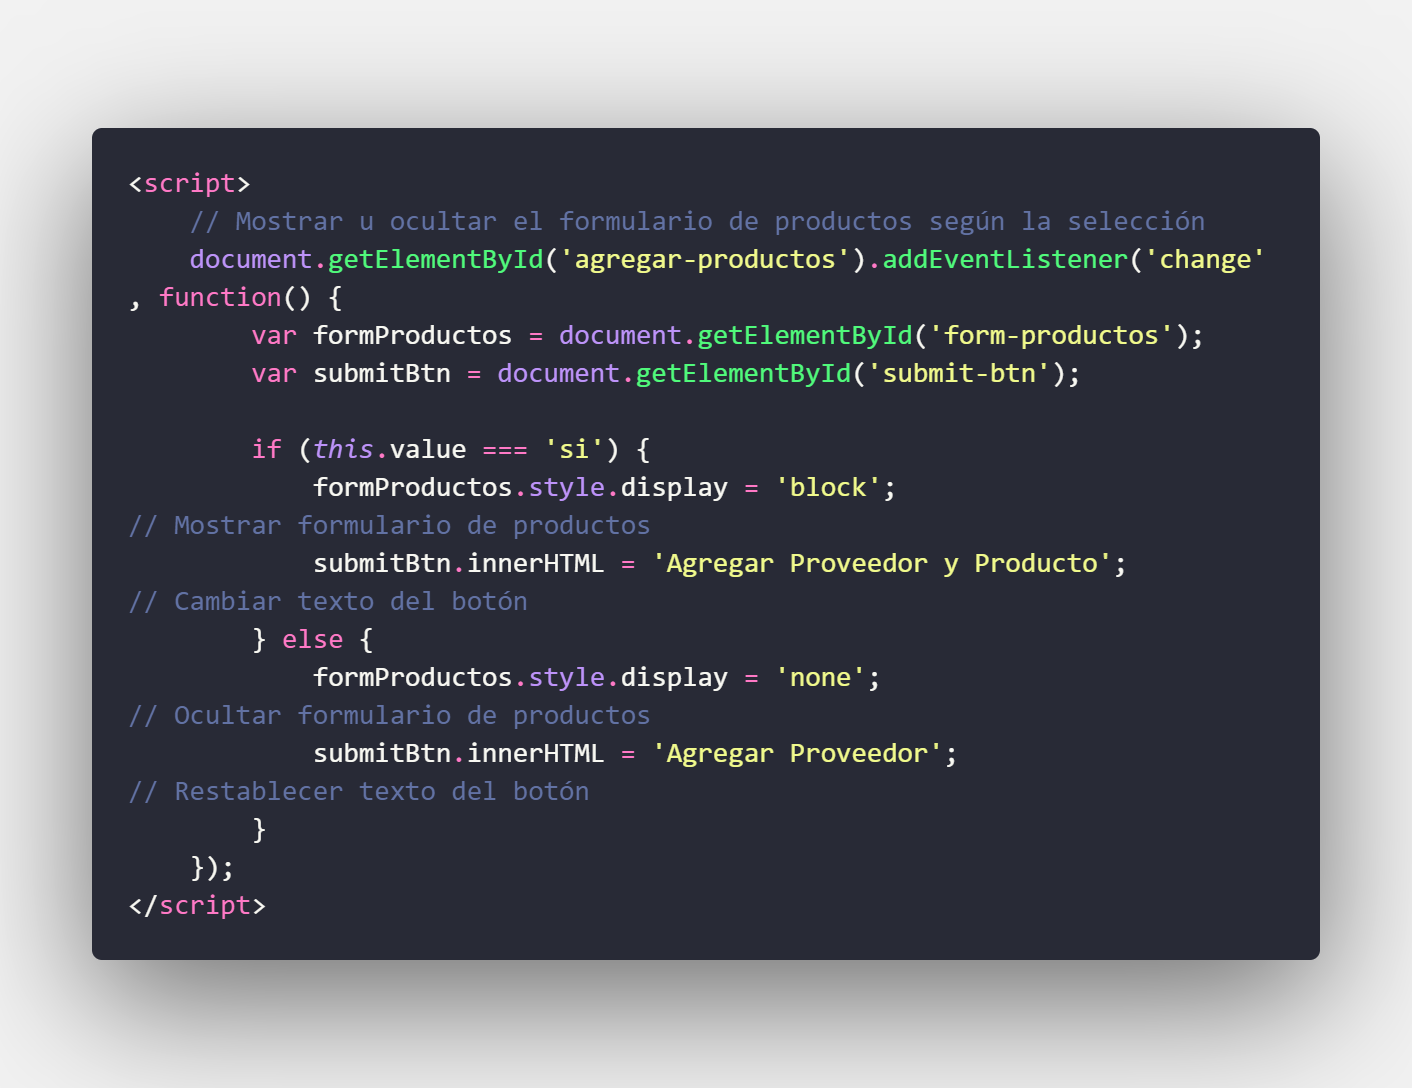 <script>
    // Mostrar u ocultar el formulario de productos según la selección
    document.getElementById('agregar-productos').addEventListener('change'
, function() {
        var formProductos = document.getElementById('form-productos');
        var submitBtn = document.getElementById('submit-btn');

        if (this.value === 'si') {
            formProductos.style.display = 'block';
// Mostrar formulario de productos
            submitBtn.innerHTML = 'Agregar Proveedor y Producto';
// Cambiar texto del botón
        } else {
            formProductos.style.display = 'none';
// Ocultar formulario de productos
            submitBtn.innerHTML = 'Agregar Proveedor';
// Restablecer texto del botón
        }
    });
</script>